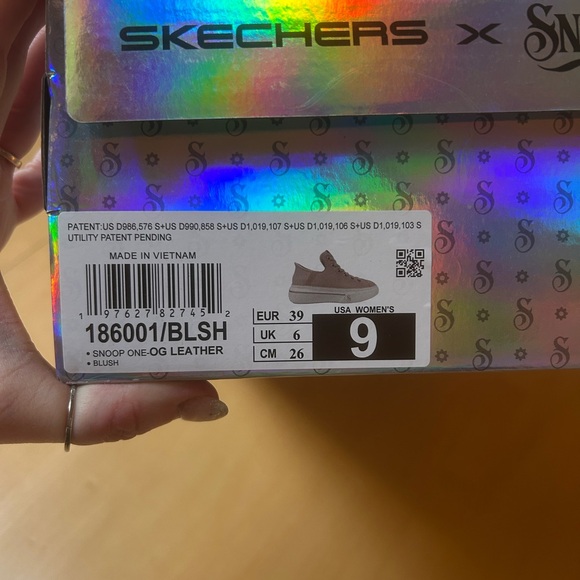 SKECHERS X SN
PATENT:US D986,576 S+US D990,858 S+US D1,019,107 S+US D1,019,106 S+US D1,019,103 S
UTILITY PATENT PENDING
MADE IN VIETNAM
1 97627 82745 2
186001/BLSH
• SNOOP ONE-OG LEATHER
• BLUSH
USA WOMEN'S
EUR 39
UK 6
CM 26
9